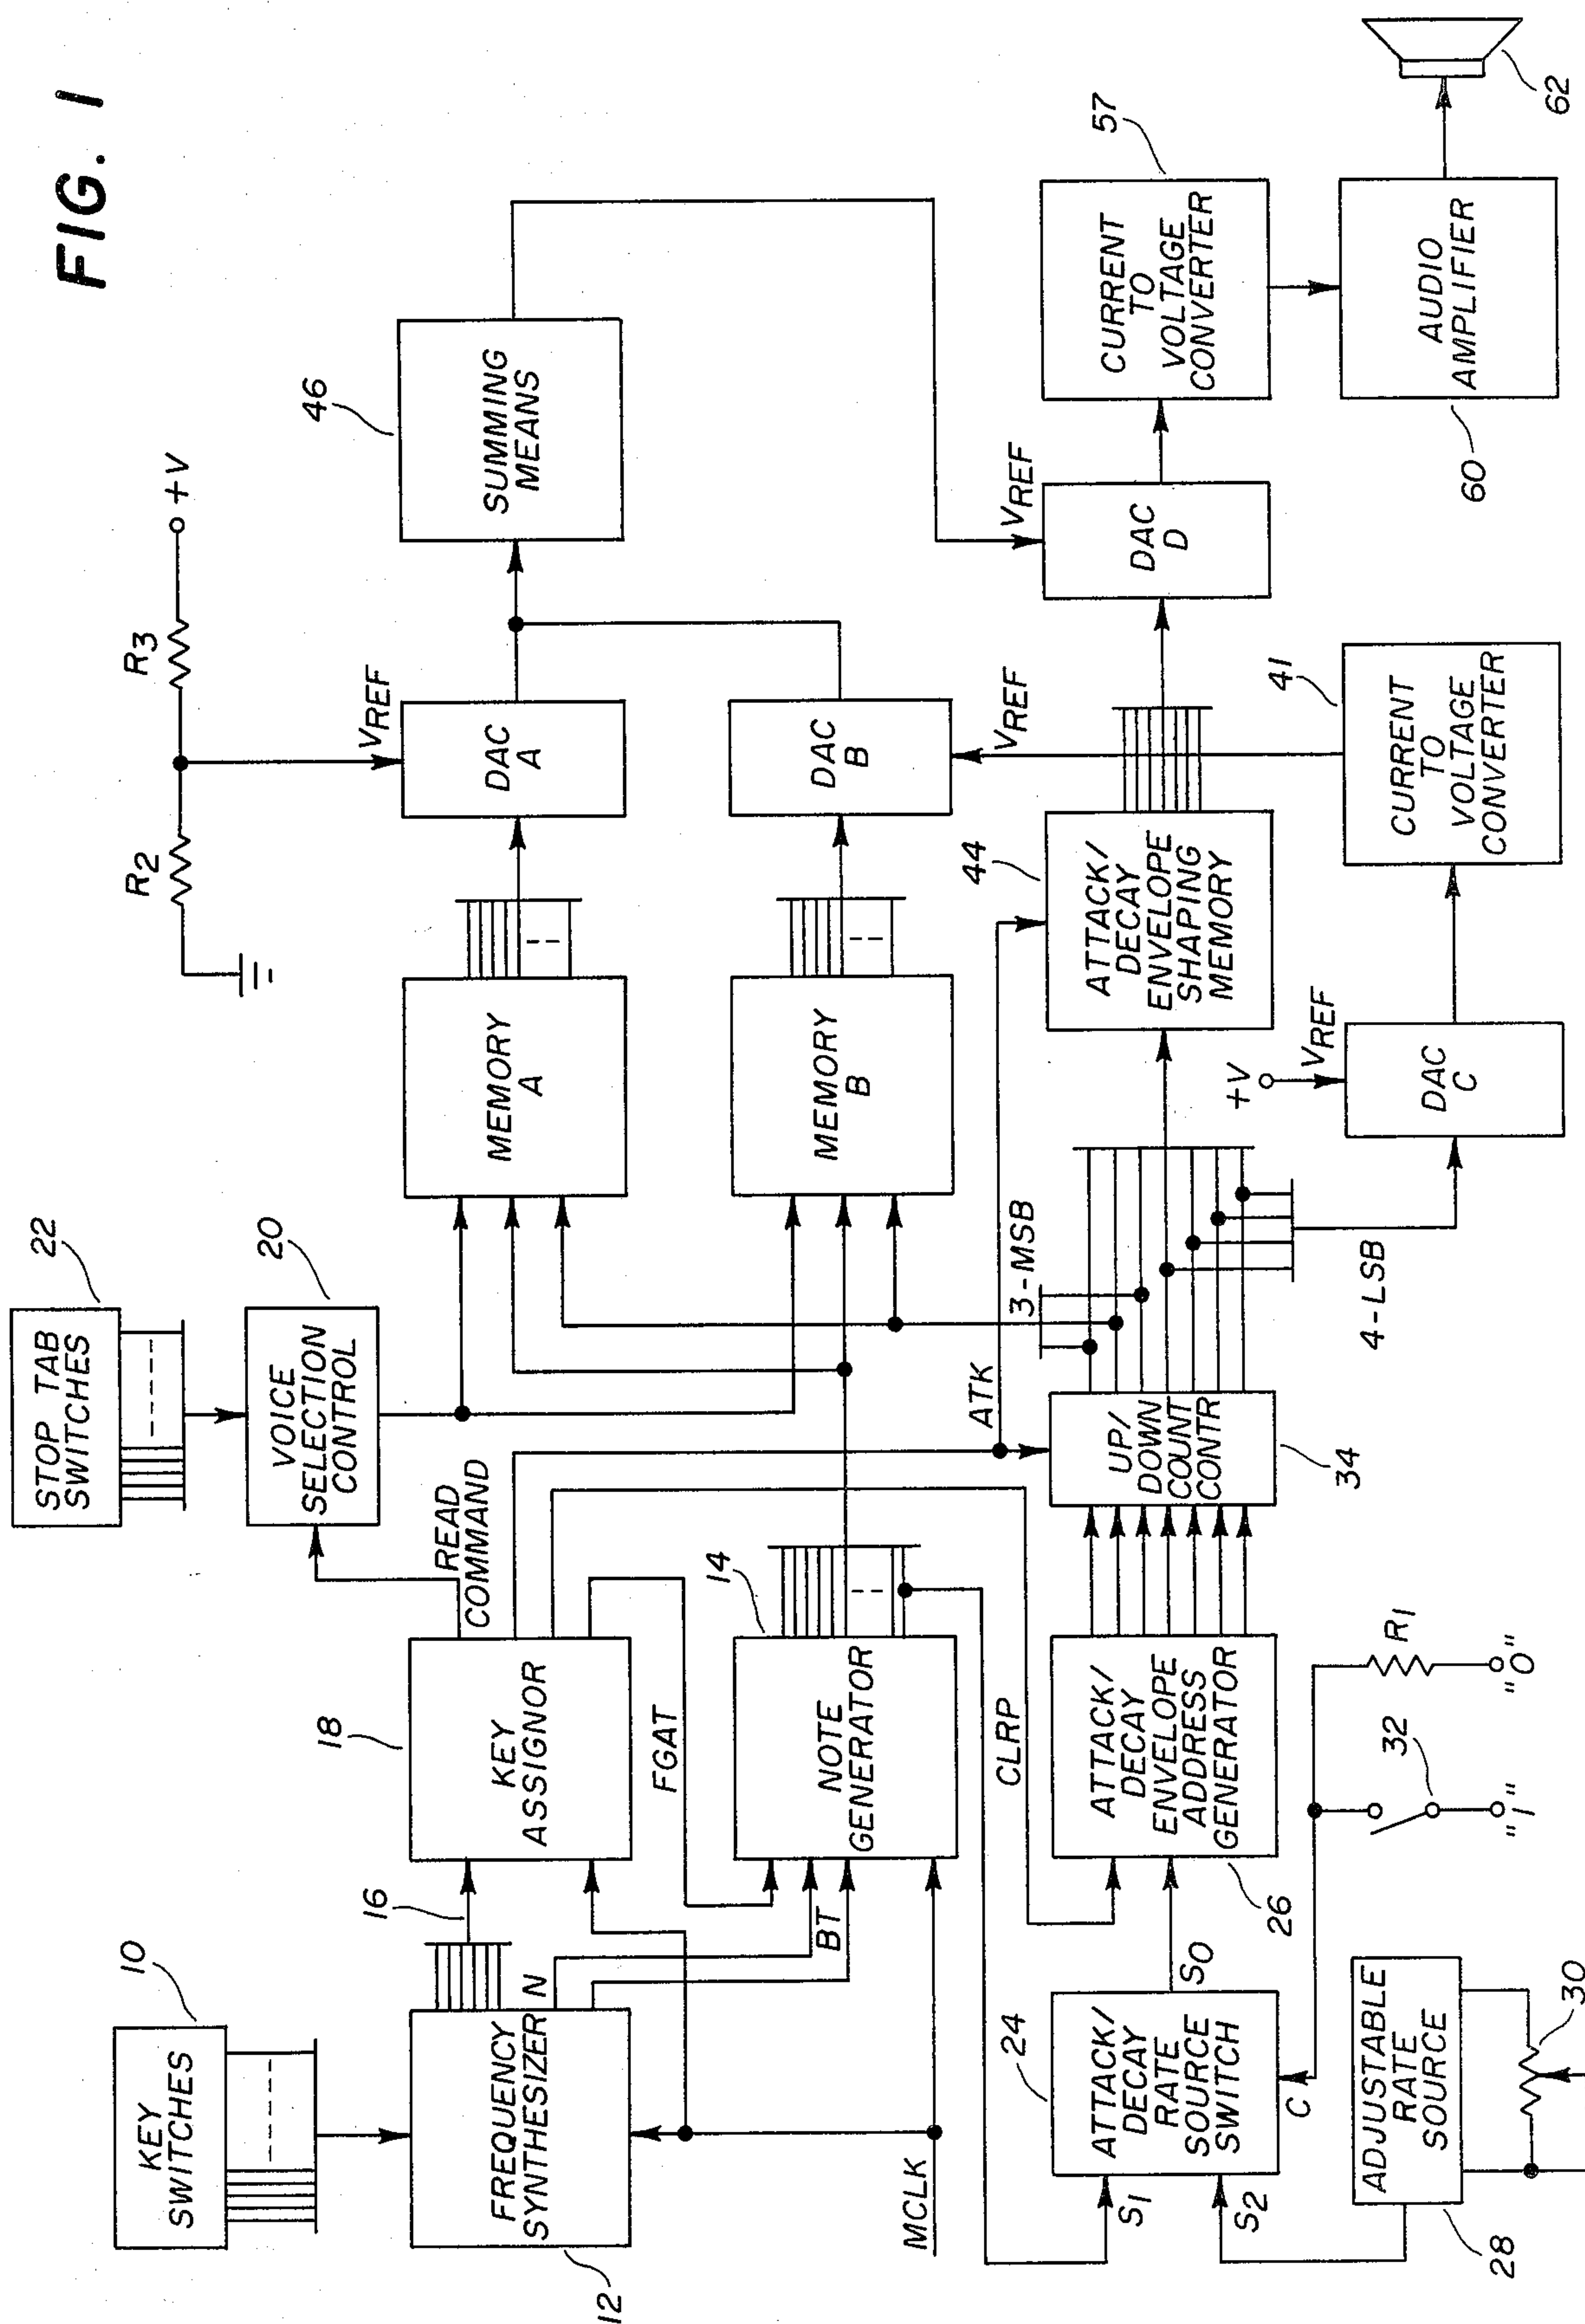 FIG. 1
KEY
SWITCHES
10
FREQUENCY
SYNTHESIZER
12
N
16
BT
MCLK
KEY
ASSIGNOR
18
READ
COMMAND
FGAT
CLRP
ATK
STOP TAB
SWITCHES
22
VOICE
SELECTION
CONTROL
20
NOTE
GENERATOR
14
MEMORY
A
MEMORY
B
R2
R3
+V
VREF
DAC
A
DAC
B
VREF
SUMMING
MEANS
46
ATTACK/
DECAY
RATE
SOURCE
SWITCH
24
S1
S2
S0
C
ADJUSTABLE
RATE
SOURCE
28
30
32
"1"
R1
"0"
ATTACK/
DECAY
ENVELOPE
ADDRESS
GENERATOR
26
UP/
DOWN
COUNT
CONTR
34
3-MSB
4-LSB
ATTACK/
DECAY
ENVELOPE
SHAPING
MEMORY
44
+V
VREF
DAC
C
CURRENT
TO
VOLTAGE
CONVERTER
41
VREF
DAC
D
CURRENT
TO
VOLTAGE
CONVERTER
57
AUDIO
AMPLIFIER
60
62